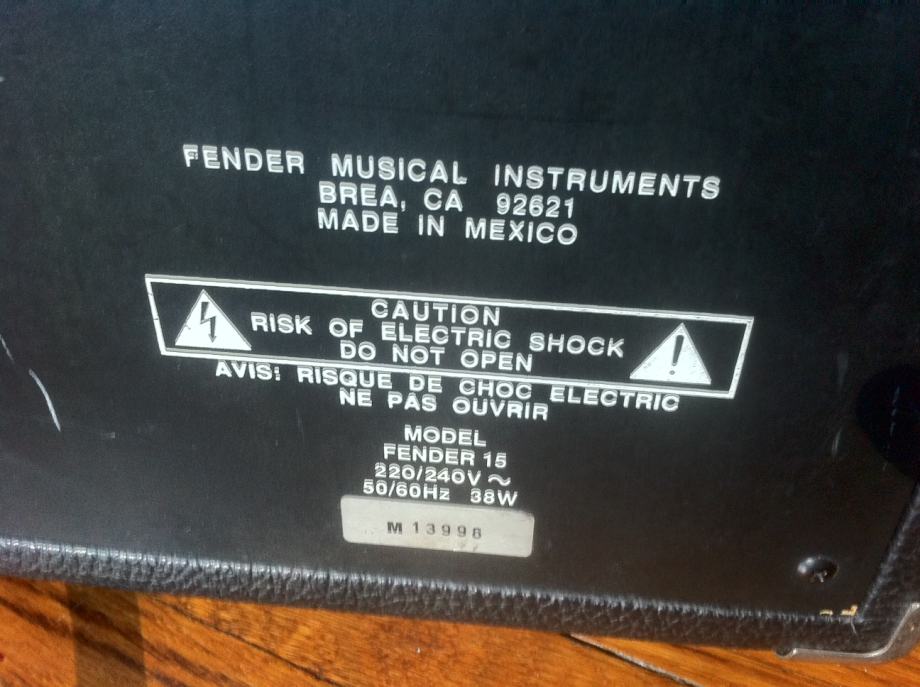 FENDER MUSICAL INSTRUMENTS
BREA, CA 92621
MADE IN MEXICO
CAUTION
RISK OF ELECTRIC SHOCK
DO NOT OPEN
AVIS: RISQUE DE CHOC ELECTRIC
NE PAS OUVRIR
MODEL
FENDER 15
220/240V ~
50/60Hz 38W
M 13998